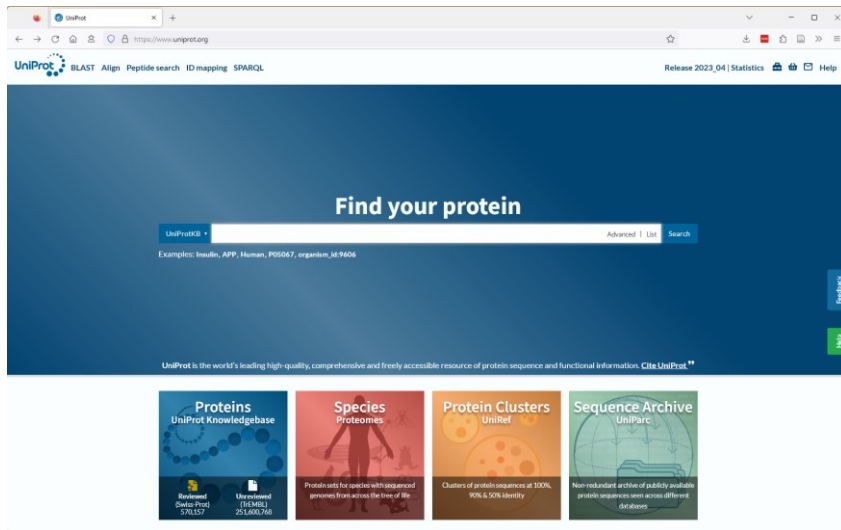 UniProt
https://www.uniprot.org
UniProt BLAST Align Peptide search ID mapping SPARQL
Release 2023_04 | Statistics Help
Find your protein
UniProtKB
Advanced | List Search
Examples: Insulin, APP, Human, P05067, organism_id:9606
Feedback
Help
UniProt is the world's leading high-quality, comprehensive and freely accessible resource of protein sequence and functional information. Cite UniProt
Proteins
UniProt Knowledgebase
Reviewed
(Swiss-Prot)
570,157
Unreviewed
(TrEMBL)
251,600,768
Species
Proteomes
Protein sets for species with sequenced
genomes from across the tree of life
Protein Clusters
UniRef
Clusters of protein sequences at 100%,
90% & 50% identity
Sequence Archive
UniParc
Non-redundant archive of publicly available
protein sequences seen across different
databases